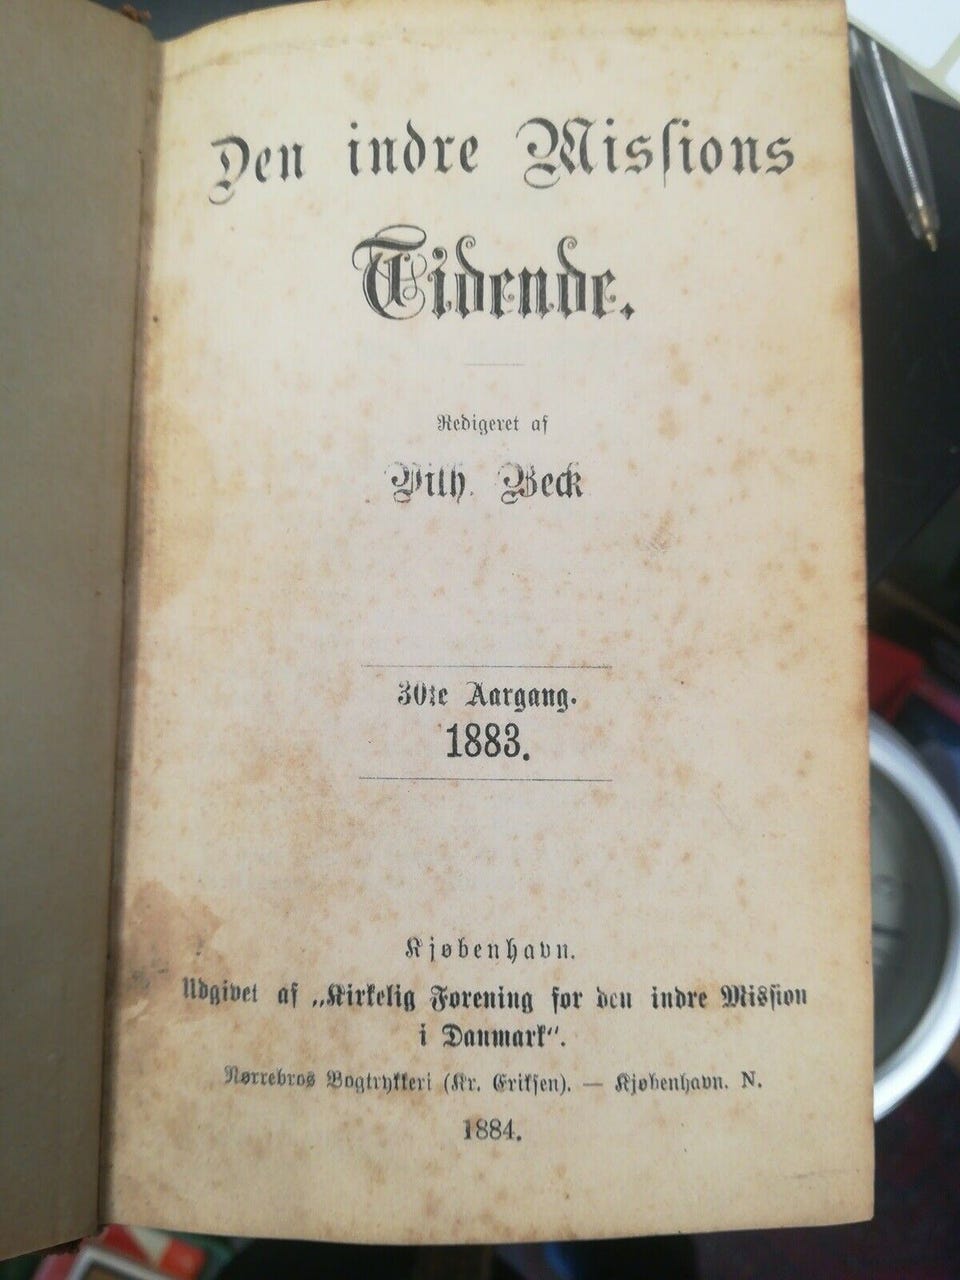 Den indre Missions
Tidende.
Redigeret af
Vilh. Beck
30te Aargang.
1883.
Kjøbenhavn.
Udgivet af „Kirkelig Forening for den indre Mission
i Danmark“.
Nørrebros Bogtrykkeri (Kr. Eriksen). — Kjøbenhavn. N.
1884.